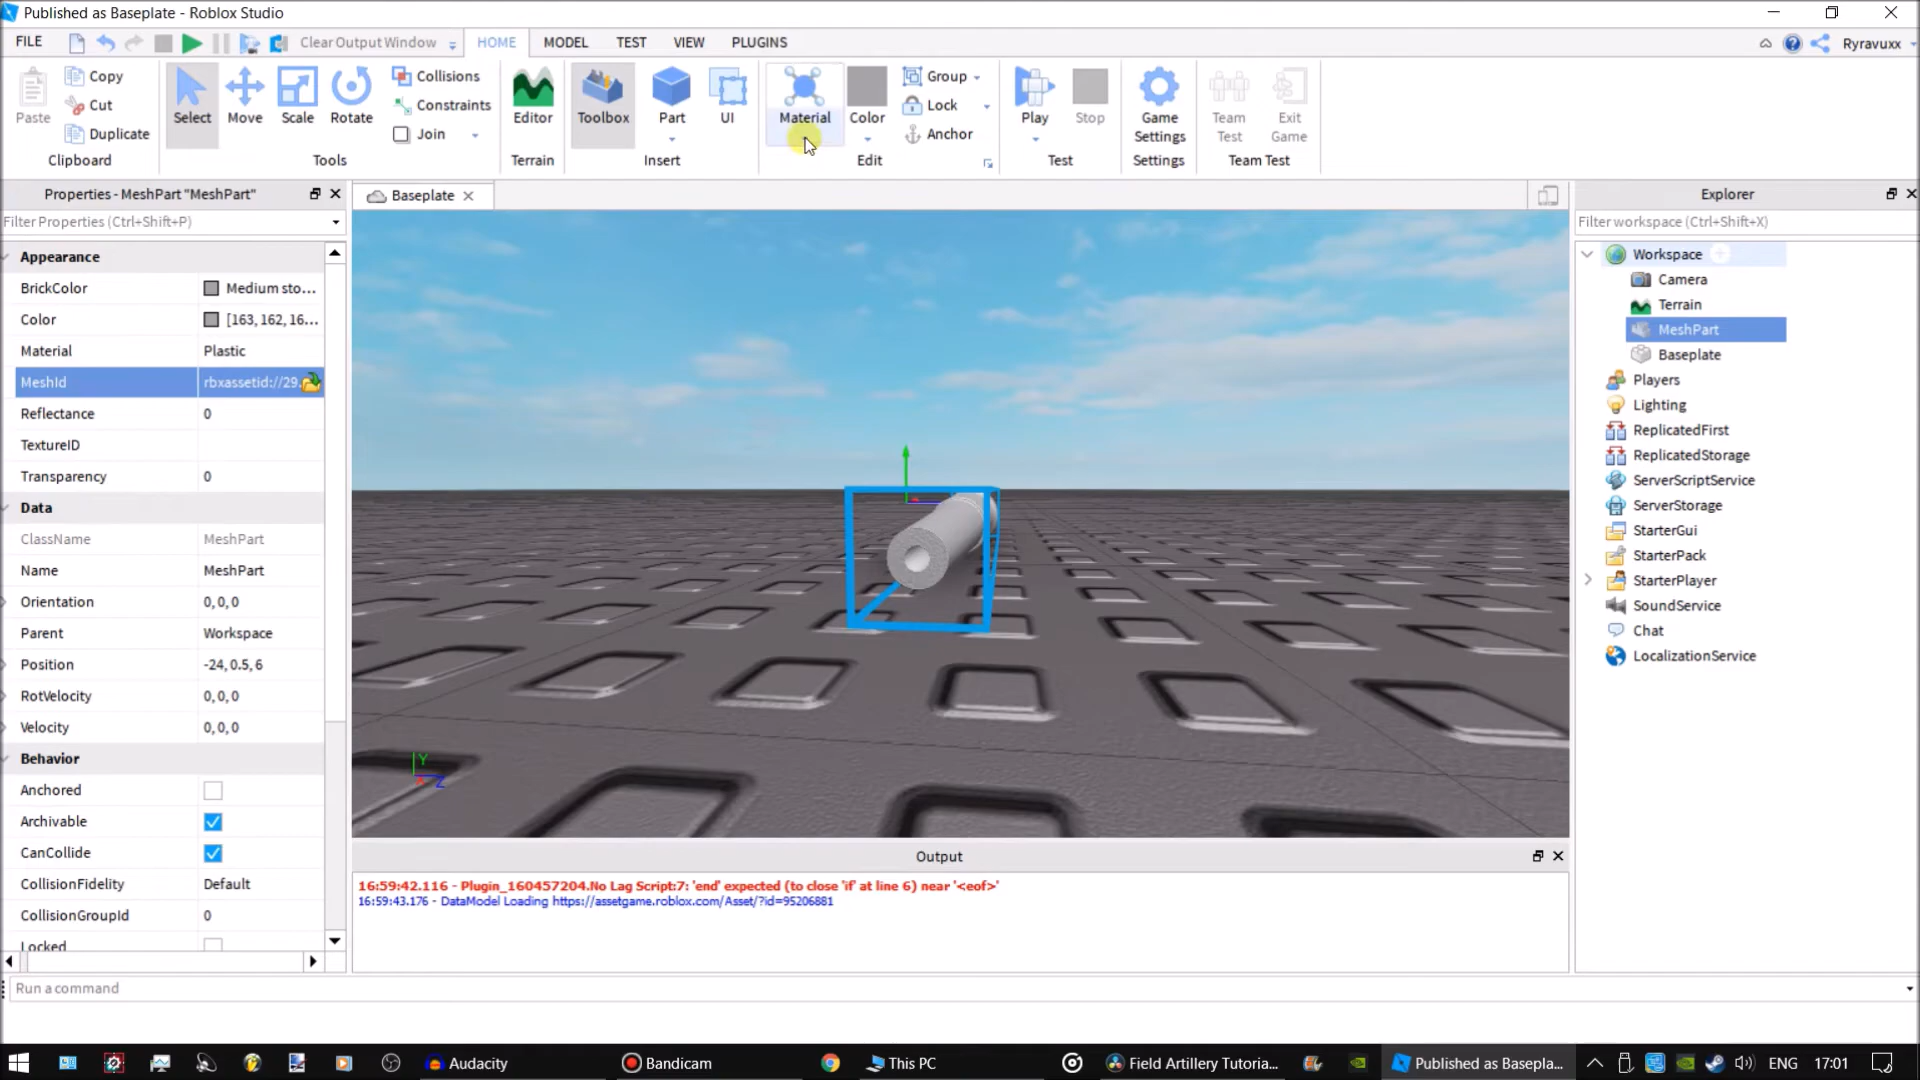 Published as Baseplate - Roblox Studio
FILE
Clear Output Window
HOME
MODEL
TEST
VIEW
PLUGINS
Ryravuxx
Paste
Copy
Cut
Duplicate
Clipboard
Select
Move
Scale
Rotate
Collisions
Constraints
Join
Tools
Editor
Terrain
Toolbox
Part
UI
Insert
Material
Color
Group
Lock
Anchor
Edit
Play
Stop
Test
Game
Settings
Settings
Team
Test
Exit
Game
Team Test
Properties - MeshPart "MeshPart"
Filter Properties (Ctrl+Shift+P)
Appearance
BrickColor Medium sto...
Color [163, 162, 16...
Material Plastic
MeshId rbxassetid://29.
Reflectance 0
TextureID
Transparency 0
Data
ClassName MeshPart
Name MeshPart
Orientation 0, 0, 0
Parent Workspace
Position -24, 0.5, 6
RotVelocity 0, 0, 0
Velocity 0, 0, 0
Behavior
Anchored
Archivable
CanCollide
CollisionFidelity Default
CollisionGroupId 0
Locked
Baseplate
Y
Z
Explorer
Filter workspace (Ctrl+Shift+X)
Workspace
Camera
Terrain
MeshPart
Baseplate
Players
Lighting
ReplicatedFirst
ReplicatedStorage
ServerScriptService
ServerStorage
StarterGui
StarterPack
StarterPlayer
SoundService
Chat
LocalizationService
Output
16:59:42.116 - Plugin_160457204.No Lag Script:7: 'end' expected (to close 'if' at line 6) near '<eof>'
16:59:43.176 - DataModel Loading https://assetgame.roblox.com/Asset/?id=95206881
Run a command
Audacity
Bandicam
This PC
Field Artillery Tutoria...
Published as Basepla...
ENG
17:01